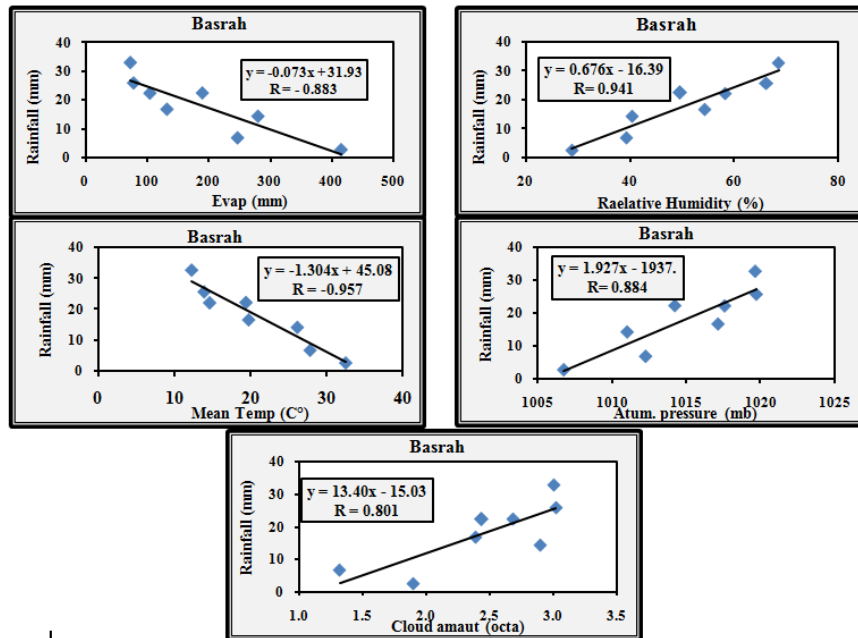 Basrah
y = -0.073x + 31.93
R = - 0.883
Rainfall (mm)
40
30
20
10
0
0 100 200 300 400 500
Evap (mm)
Basrah
y = 0.676x - 16.39
R= 0.941
Rainfall (mm)
40
30
20
10
0
20 40 60 80
Raelative Humidity (%)
Basrah
y = -1.304x + 45.08
R = -0.957
Rainfall (mm)
40
30
20
10
0
0 10 20 30 40
Mean Temp (C°)
Basrah
y = 1.927x - 1937.
R= 0.884
Rainfall (mm)
40
30
20
10
0
1005 1010 1015 1020 1025
Atum. pressure (mb)
Basrah
y = 13.40x - 15.03
R = 0.801
Rainfall (mm)
40
30
20
10
0
1.0 1.5 2.0 2.5 3.0 3.5
Cloud amaut (octa)